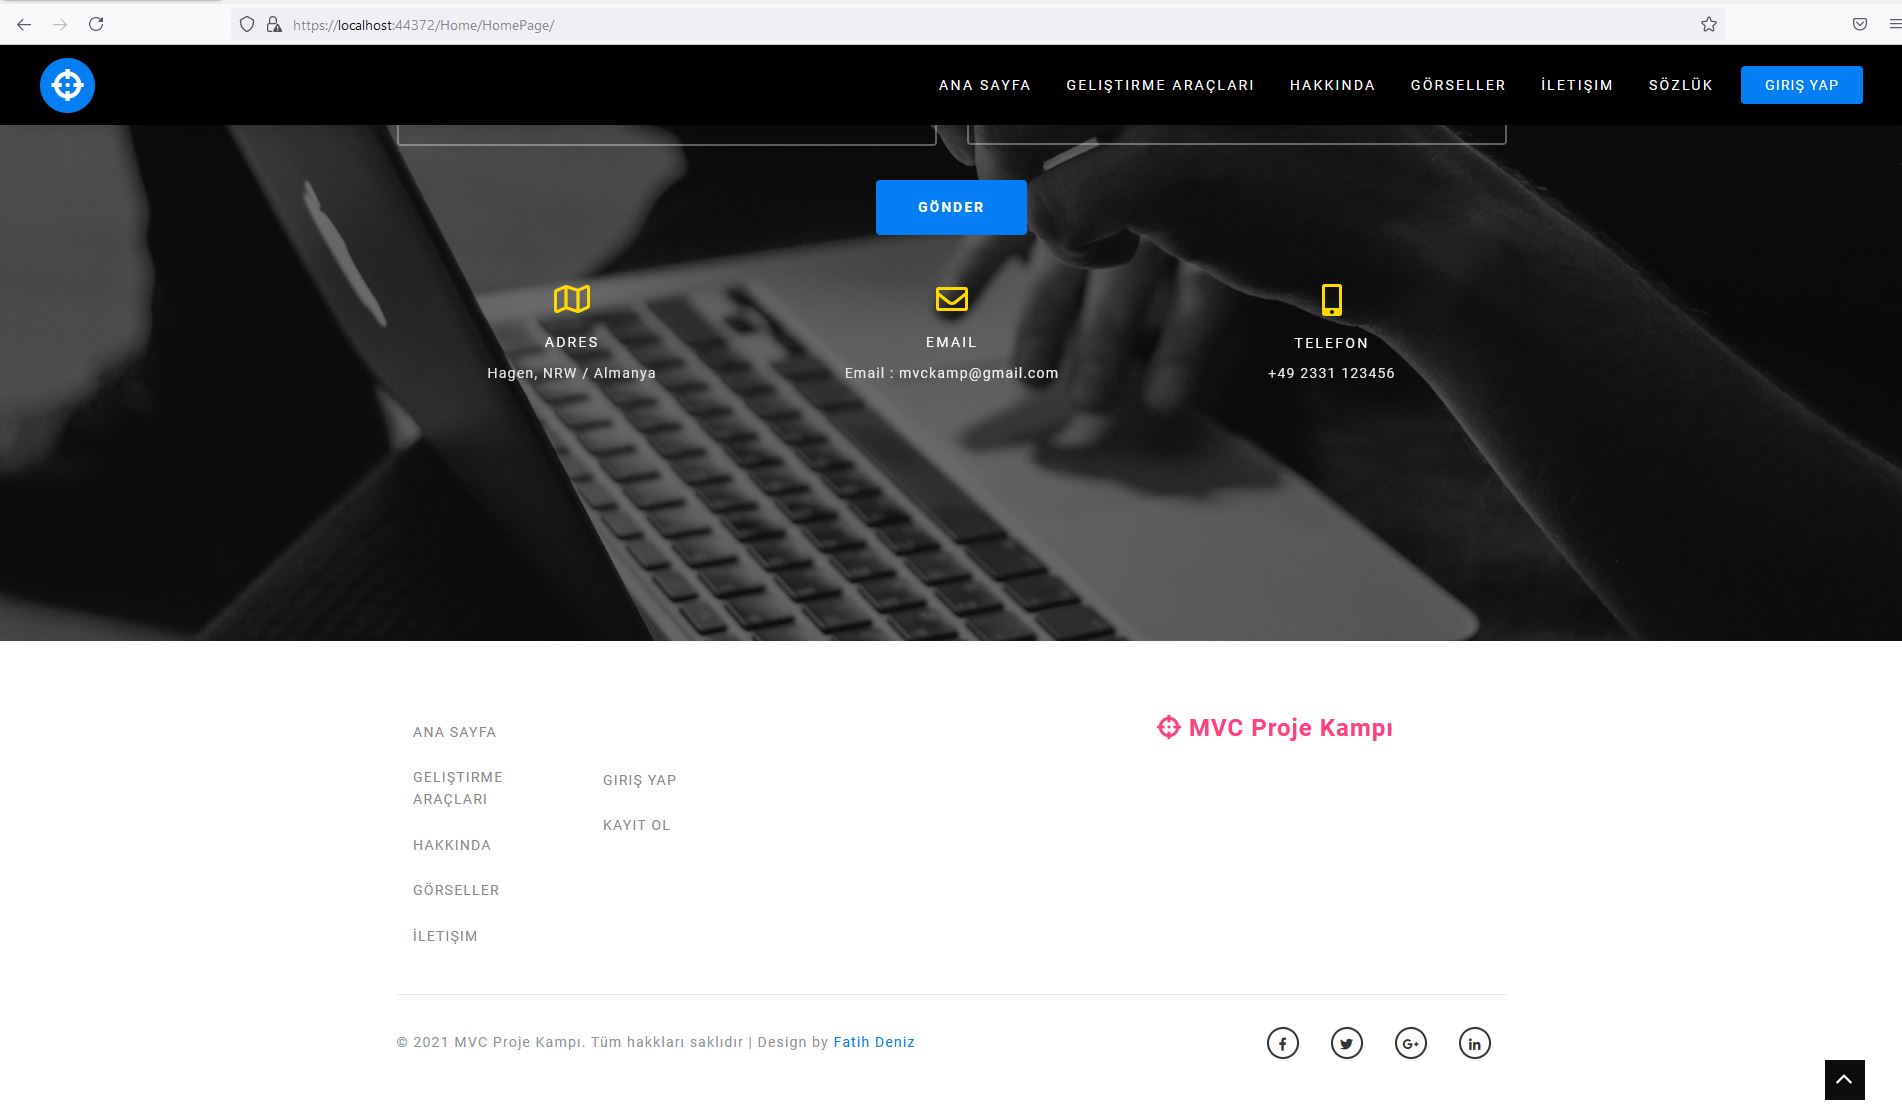 https://localhost:44372/Home/HomePage/
ANA SAYFA GELIŞTIRME ARAÇLARI HAKKINDA GÖRSELLER İLETIŞIM SÖZLÜK GIRIŞ YAP
GÖNDER
ADRES
Hagen, NRW / Almanya
EMAIL
Email : mvckamp@gmail.com
TELEFON
+49 2331 123456
ANA SAYFA
GELIŞTIRME
ARAÇLARI
HAKKINDA
GÖRSELLER
İLETIŞIM
GIRIŞ YAP
KAYIT OL
MVC Proje Kampı
© 2021 MVC Proje Kampı. Tüm hakkları saklıdır | Design by Fatih Deniz